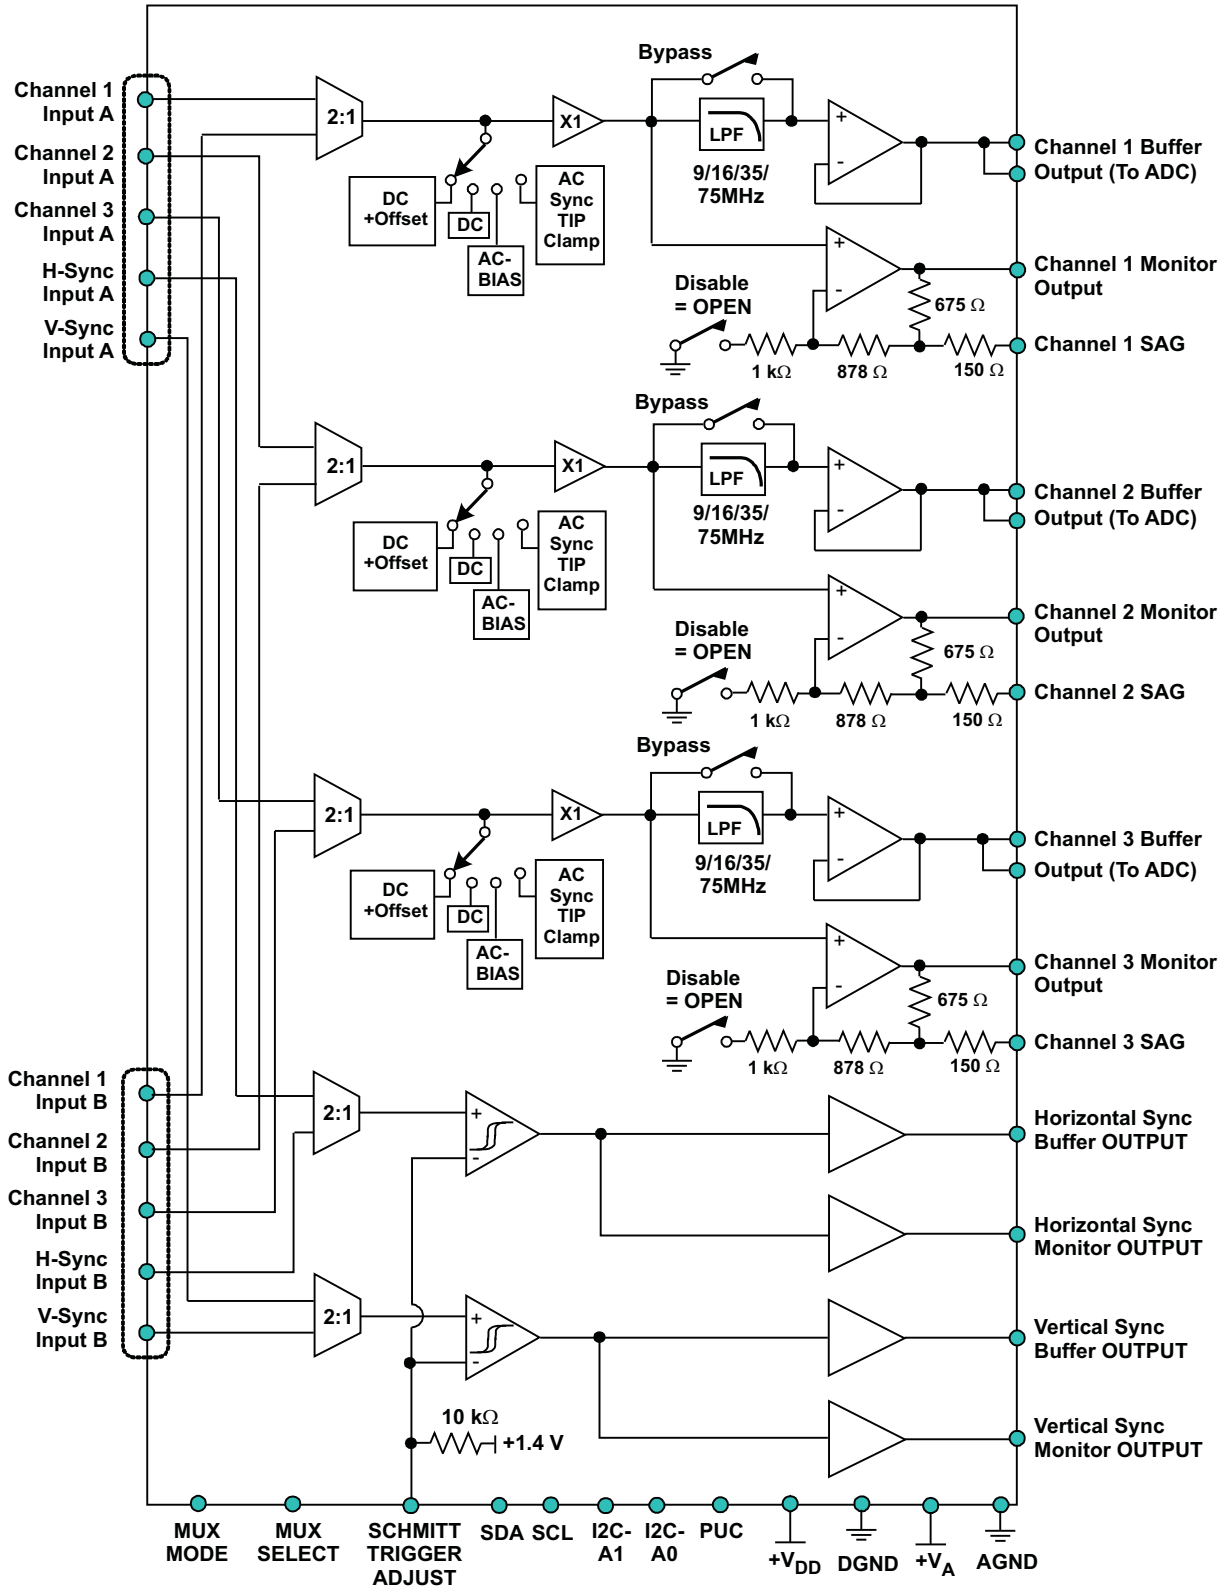 Channel 1
Input A
Channel 2
Input A
Channel 3
Input A
H-Sync
Input A
V-Sync
Input A
2:1
DC
+Offset
DC
AC-
BIAS
AC
Sync
TIP
Clamp
X1
Bypass
LPF
9/16/35/
75MHz
+
-
Channel 1 Buffer
Output (To ADC)
+
-
Disable
= OPEN
1 kΩ
878 Ω
675 Ω
150 Ω
Channel 1 Monitor
Output
Channel 1 SAG
2:1
DC
+Offset
DC
AC-
BIAS
AC
Sync
TIP
Clamp
X1
Bypass
LPF
9/16/35/
75MHz
+
-
Channel 2 Buffer
Output (To ADC)
+
-
Disable
= OPEN
1 kΩ
878 Ω
675 Ω
150 Ω
Channel 2 Monitor
Output
Channel 2 SAG
2:1
DC
+Offset
DC
AC-
BIAS
AC
Sync
TIP
Clamp
X1
Bypass
LPF
9/16/35/
75MHz
+
-
Channel 3 Buffer
Output (To ADC)
+
-
Disable
= OPEN
1 kΩ
878 Ω
675 Ω
150 Ω
Channel 3 Monitor
Output
Channel 3 SAG
Channel 1
Input B
Channel 2
Input B
Channel 3
Input B
H-Sync
Input B
V-Sync
Input B
2:1
+
-
Horizontal Sync
Buffer OUTPUT
Horizontal Sync
Monitor OUTPUT
2:1
+
-
Vertical Sync
Buffer OUTPUT
Vertical Sync
Monitor OUTPUT
10 kΩ
+1.4 V
MUX
MODE
MUX
SELECT
SCHMITT
TRIGGER
ADJUST
SDA
SCL
I2C-
A1
I2C-
A0
PUC
+VDD
DGND
+VA
AGND